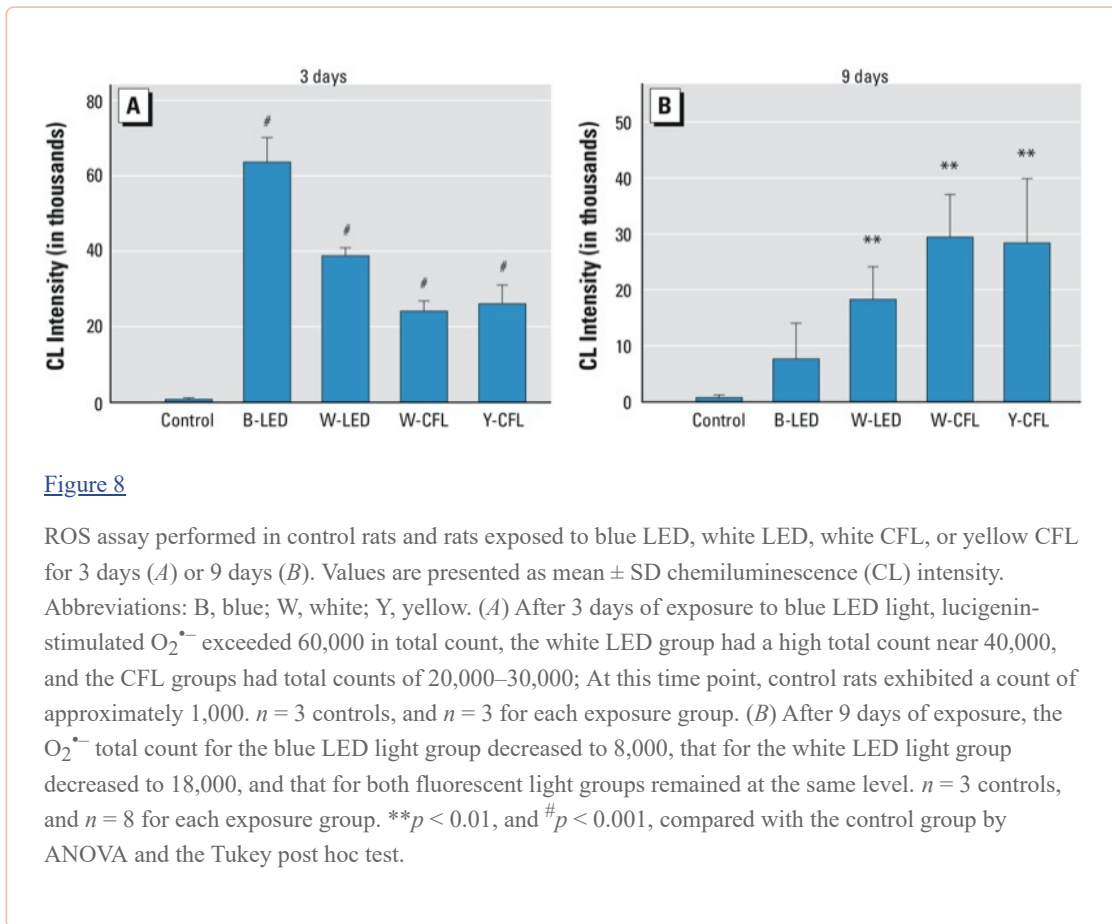 3 days
A
CL Intensity (in thousands)
80
60
40
20
0
#
#
#
#
Control B-LED W-LED W-CFL Y-CFL
9 days
B
CL Intensity (in thousands)
50
40
30
20
10
0
**
**
**
Control B-LED W-LED W-CFL Y-CFL
Figure 8
ROS assay performed in control rats and rats exposed to blue LED, white LED, white CFL, or yellow CFL
for 3 days (A) or 9 days (B). Values are presented as mean ± SD chemiluminescence (CL) intensity.
Abbreviations: B, blue; W, white; Y, yellow. (A) After 3 days of exposure to blue LED light, lucigenin-
stimulated O₂•− exceeded 60,000 in total count, the white LED group had a high total count near 40,000,
and the CFL groups had total counts of 20,000–30,000; At this time point, control rats exhibited a count of
approximately 1,000. n = 3 controls, and n = 3 for each exposure group. (B) After 9 days of exposure, the
O₂•− total count for the blue LED light group decreased to 8,000, that for the white LED light group
decreased to 18,000, and that for both fluorescent light groups remained at the same level. n = 3 controls,
and n = 8 for each exposure group. **p < 0.01, and #p < 0.001, compared with the control group by
ANOVA and the Tukey post hoc test.